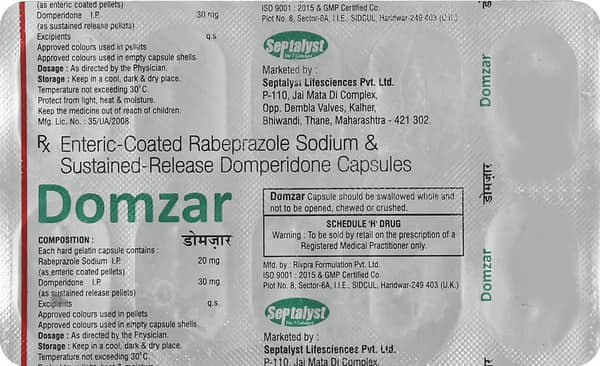 (as enteric coated pellets)
Domperidone I.P. 30 mg
(as sustained release pellets)
Excipients q.s
Approved colours used in pellets
Approved colours used in empty capsule shells.
Dosage : As directed by the Physician.
Storage : Keep in a cool, dark & dry place.
Temperature not exceeding 30°C.
Protect from light, heat & moisture.
Keep the medicine out of reach of children.
Mfg. Lic. No. : 35/UA/2008
ISO 9001 : 2015 & GMP Certified Co.
Plot No. 8, Sector-6A, I.I.E., SIDCUL, Haridwar-249 403 (U.K.)
Septalyst
Marketed by :
Septalyst Lifesciences Pvt. Ltd.
P-110, Jai Mata Di Complex,
Opp. Dembla Valves, Kalher,
Bhiwandi, Thane, Maharashtra - 421 302.
डोमज़ार
Domzar
Rx Enteric-Coated Rabeprazole Sodium &
Sustained-Release Domperidone Capsules
Domzar
डोमज़ार
COMPOSITION :
Each hard gelatin capsule contains :
Rabeprazole Sodium I.P. 20 mg
(as enteric coated pellets)
Domperidone I.P. 30 mg
(as sustained release pellets)
Excipients q.s.
Approved colours used in pellets
Approved colours used in empty capsule shells.
Dosage : As directed by the Physician.
Storage : Keep in a cool, dark & dry place.
Temperature not exceeding 30°C.
Domzar Capsule should be swallowed whole and
not to be opened, chewed or crushed.
SCHEDULE 'H' DRUG
Warning : To be sold by retail on the prescription of a
Registered Medical Practitioner only.
Mfd. by : Rivpra Formulation Pvt. Ltd.
ISO 9001 : 2015 & GMP Certified Co.
Plot No. 8, Sector-6A, I.I.E., SIDCUL, Haridwar-249 403 (U.K.)
Septalyst
Marketed by :
Septalyst Lifesciences Pvt. Ltd.
P-110, Jai Mata Di Complex,
डोमज़ार
Domzar